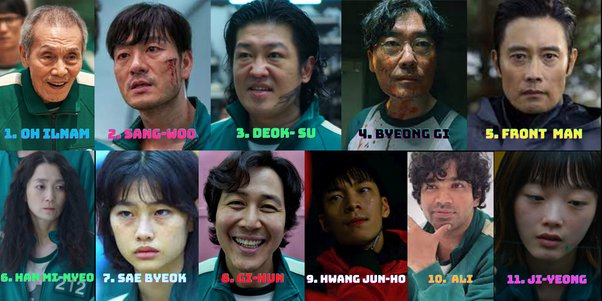 1. OH ILNAM
2. SANG-WOO
3. DEOK- SU
4. BYEONG GI
5. FRONT MAN
6. HAN MI-NYEO
212
7. SAE BYEOK
8. GI-HUN
9. HWANG JUN-HO
10. ALI
11. JI-YEONG